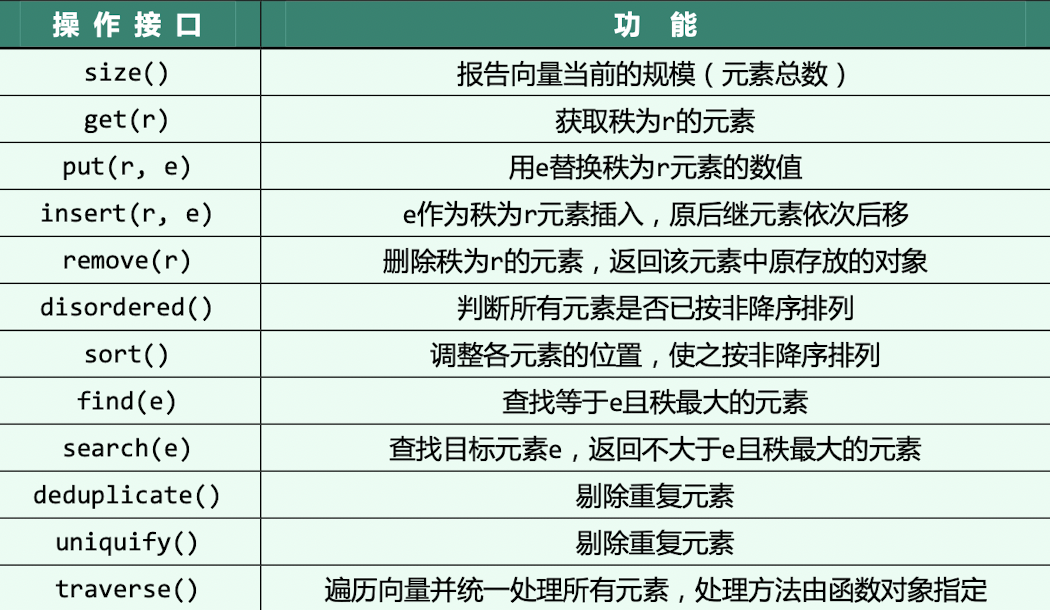 操作接口 功能
size() 报告向量当前的规模（元素总数）
get(r) 获取秩为r的元素
put(r, e) 用e替换秩为r元素的数值
insert(r, e) e作为秩为r元素插入，原后继元素依次后移
remove(r) 删除秩为r的元素，返回该元素中原存放的对象
disordered() 判断所有元素是否已按非降序排列
sort() 调整各元素的位置，使之按非降序排列
find(e) 查找等于e且秩最大的元素
search(e) 查找目标元素e，返回不大于e且秩最大的元素
deduplicate() 剔除重复元素
uniquify() 剔除重复元素
traverse() 遍历向量并统一处理所有元素，处理方法由函数对象指定